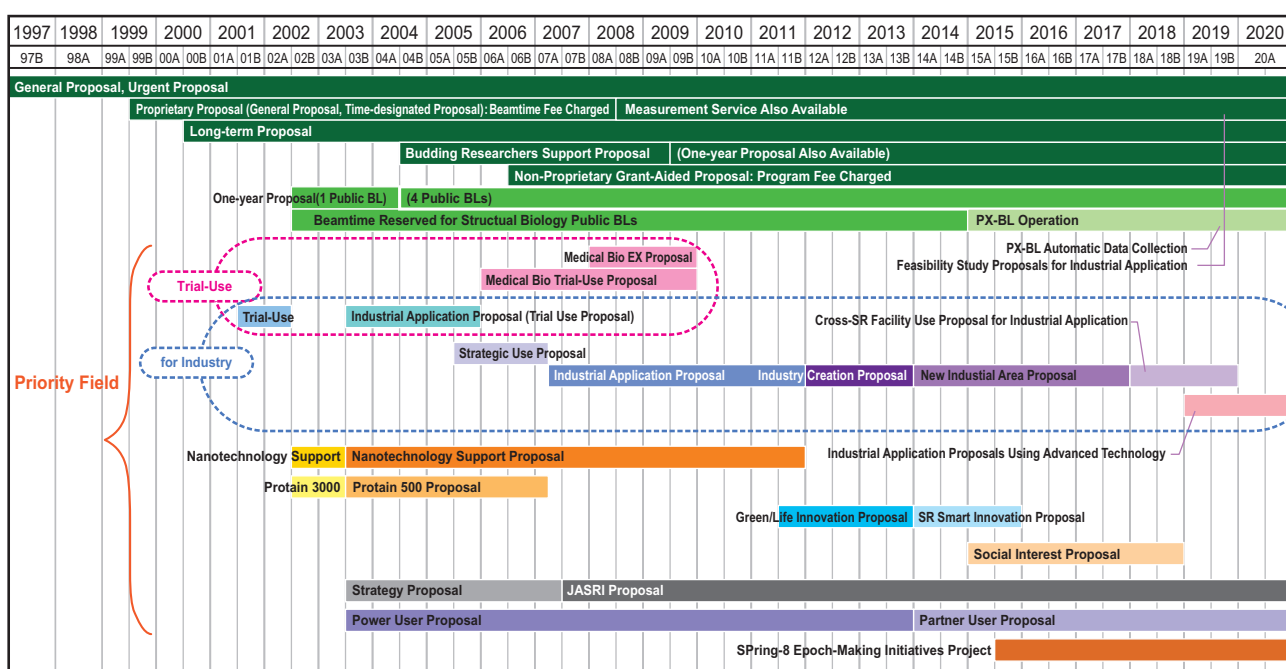 1997 1998 1999 2000 2001 2002 2003 2004 2005 2006 2007 2008 2009 2010 2011 2012 2013 2014 2015 2016 2017 2018 2019 2020
97B 98A 99A 99B 00A 00B 01A 01B 02A 02B 03A 03B 04A 04B 05A 05B 06A 06B 07A 07B 08A 08B 09A 09B 10A 10B 11A 11B 12A 12B 13A 13B 14A 14B 15A 15B 16A 16B 17A 17B 18A 18B 19A 19B 20A
General Proposal, Urgent Proposal
Proprietary Proposal (General Proposal, Time-designated Proposal): Beamtime Fee Charged Measurement Service Also Available
Long-term Proposal
Budding Researchers Support Proposal (One-year Proposal Also Available)
Non-Proprietary Grant-Aided Proposal: Program Fee Charged
One-year Proposal(1 Public BL) (4 Public BLs)
Beamtime Reserved for Structual Biology Public BLs PX-BL Operation
PX-BL Automatic Data Collection
Medical Bio EX Proposal
Feasibility Study Proposals for Industrial Application
Trial-Use
Medical Bio Trial-Use Proposal
Trial-Use Industrial Application Proposal (Trial Use Proposal)
Cross-SR Facility Use Proposal for Industrial Application
for Industry
Strategic Use Proposal
Priority Field
Industrial Application Proposal Industry Creation Proposal New Industial Area Proposal
Industrial Application Proposals Using Advanced Technology
Nanotechnology Support Nanotechnology Support Proposal
Protain 3000 Protain 500 Proposal
Green/Life Innovation Proposal SR Smart Innovation Proposal
Social Interest Proposal
Strategy Proposal JASRI Proposal
Power User Proposal Partner User Proposal
SPring-8 Epoch-Making Initiatives Project